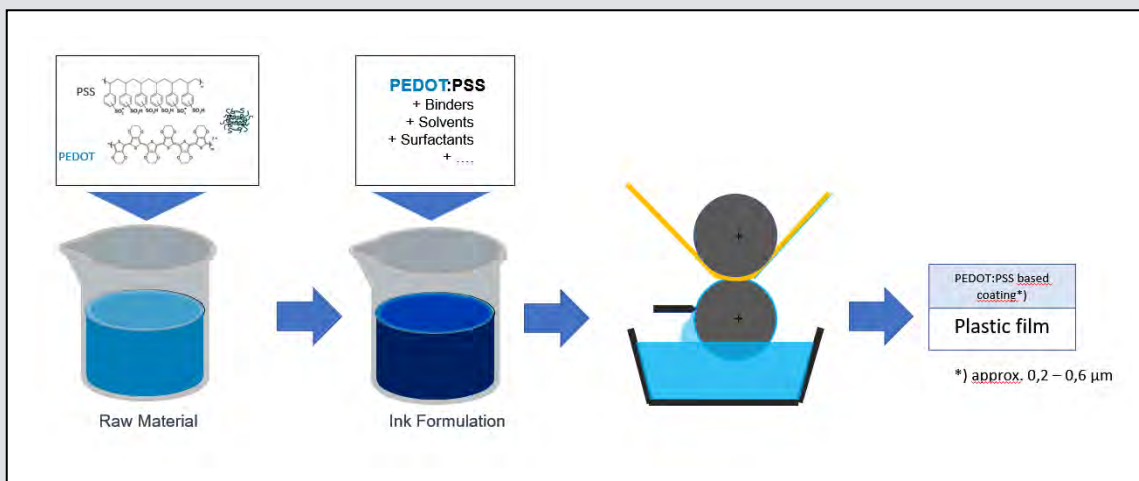 PSS
PEDOT
PEDOT:PSS
+ Binders
+ Solvents
+ Surfactants
+ ....
Raw Material
Ink Formulation
PEDOT:PSS based
coating*)
Plastic film
*) approx. 0,2 – 0,6 µm